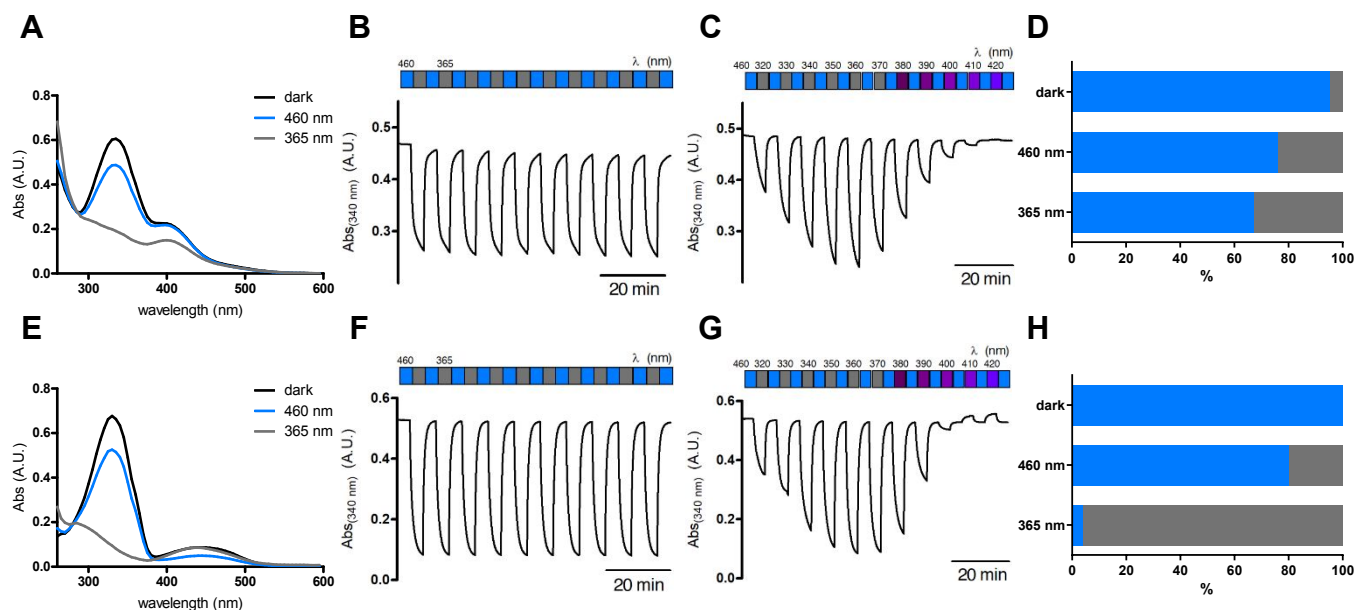 A
0.8
0.6
0.4
0.2
0.0
Abs (A.U.)
300
400
500
600
wavelength (nm)
dark
460 nm
365 nm
B
460
365
λ (nm)
0.5
0.4
0.3
Abs(340 nm) (A.U.)
20 min
C
λ (nm)
460 320 330 340 350 360 370 380 390 400 410 420
0.5
0.4
0.3
Abs(340 nm) (A.U.)
20 min
D
dark
460 nm
365 nm
0
20
40
60
80
100
%
E
0.8
0.6
0.4
0.2
0.0
Abs (A.U.)
300
400
500
600
wavelength (nm)
dark
460 nm
365 nm
F
460
365
λ (nm)
0.6
0.4
0.2
0.0
Abs(340 nm) (A.U.)
20 min
G
λ (nm)
460 320 330 340 350 360 370 380 390 400 410 420
0.6
0.4
0.2
0.0
Abs(340 nm) (A.U.)
20 min
H
dark
460 nm
365 nm
0
20
40
60
80
100
%